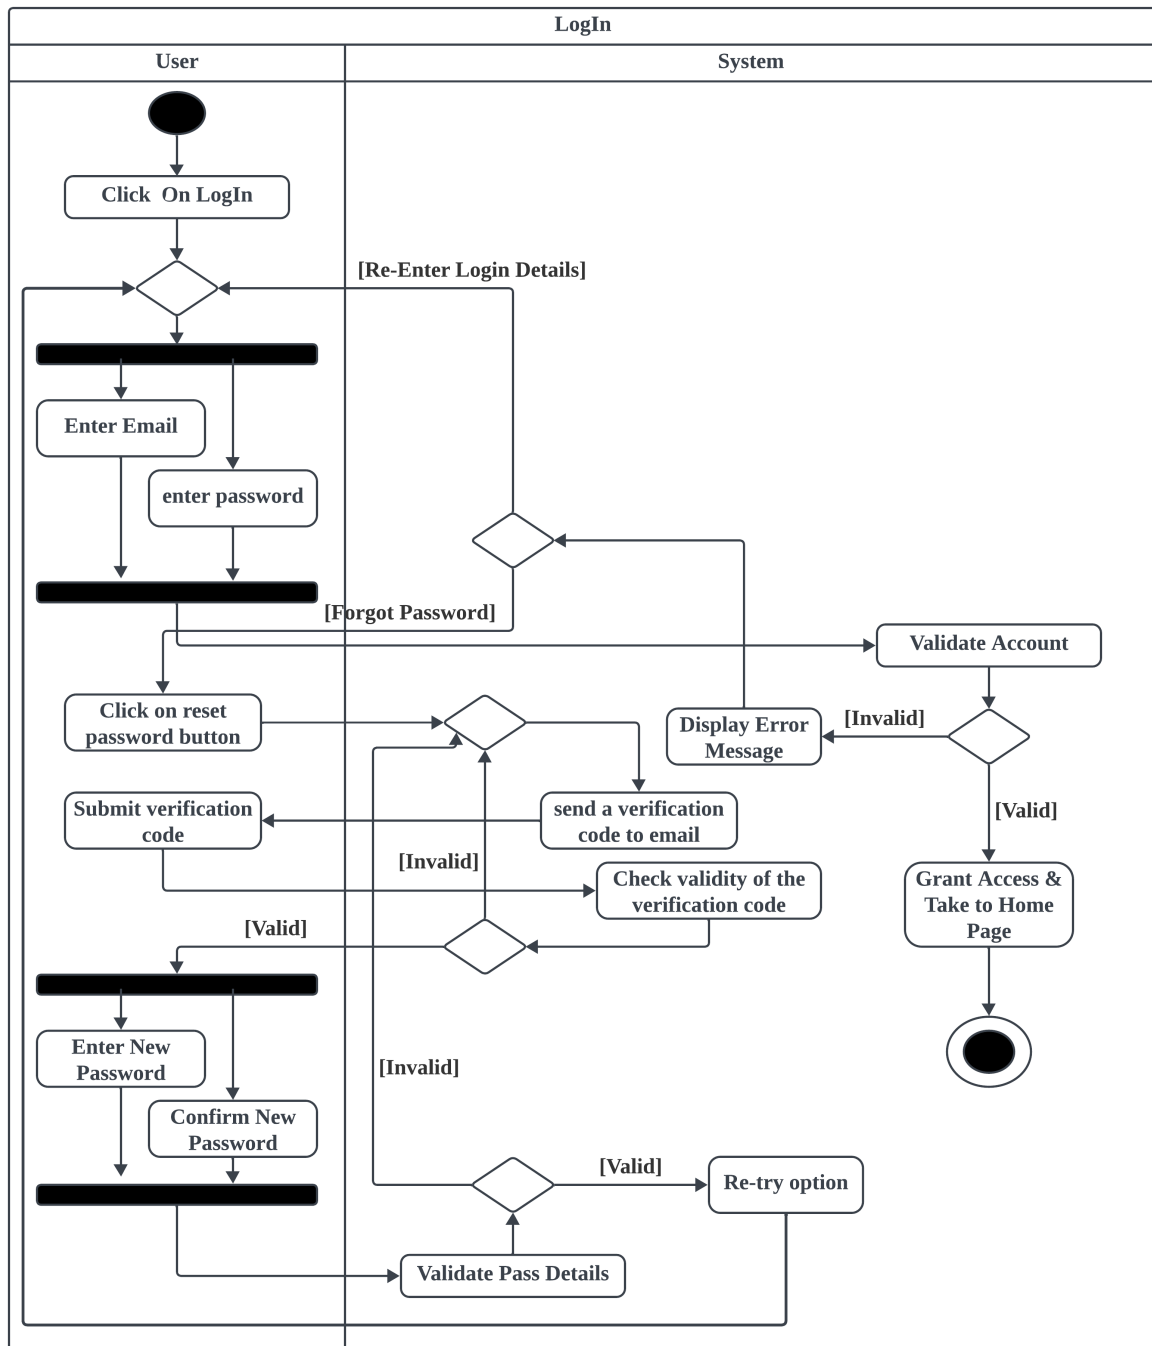 LogIn
User
System
Click  On LogIn
[Re-Enter Login Details]
Enter Email
enter password
[Forgot Password]
Validate Account
Click on reset
password button
Display Error
Message
[Invalid]
[Valid]
Submit verification
code
send a verification
code to email
[Invalid]
Check validity of the
verification code
Grant Access &
Take to Home
Page
[Valid]
Enter New
Password
[Invalid]
Confirm New
Password
[Valid]
Re-try option
Validate Pass Details